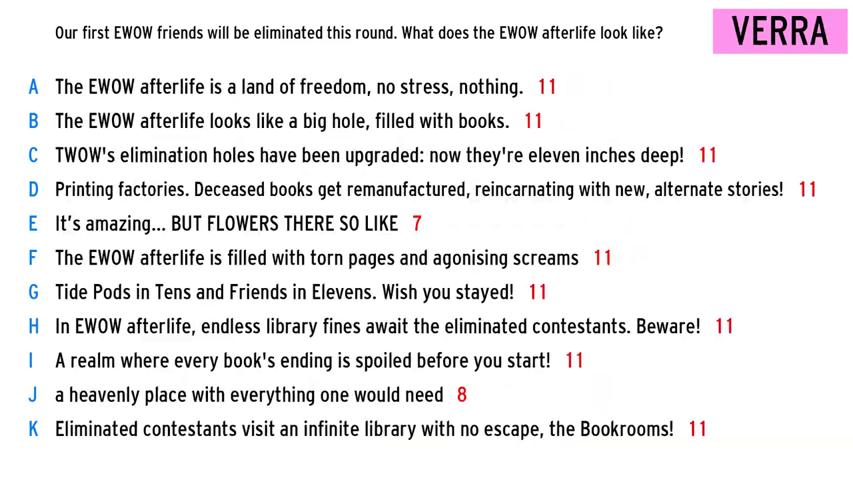 Our first EWOW friends will be eliminated this round. What does the EWOW afterlife look like?
VERRA
A The EWOW afterlife is a land of freedom, no stress, nothing. 11
B The EWOW afterlife looks like a big hole, filled with books. 11
C TWOW's elimination holes have been upgraded: now they're eleven inches deep! 11
D Printing factories. Deceased books get remanufactured, reincarnating with new, alternate stories! 11
E It's amazing... BUT FLOWERS THERE SO LIKE 7
F The EWOW afterlife is filled with torn pages and agonising screams 11
G Tide Pods in Tens and Friends in Elevens. Wish you stayed! 11
H In EWOW afterlife, endless library fines await the eliminated contestants. Beware! 11
I A realm where every book's ending is spoiled before you start! 11
J a heavenly place with everything one would need 8
K Eliminated contestants visit an infinite library with no escape, the Bookrooms! 11